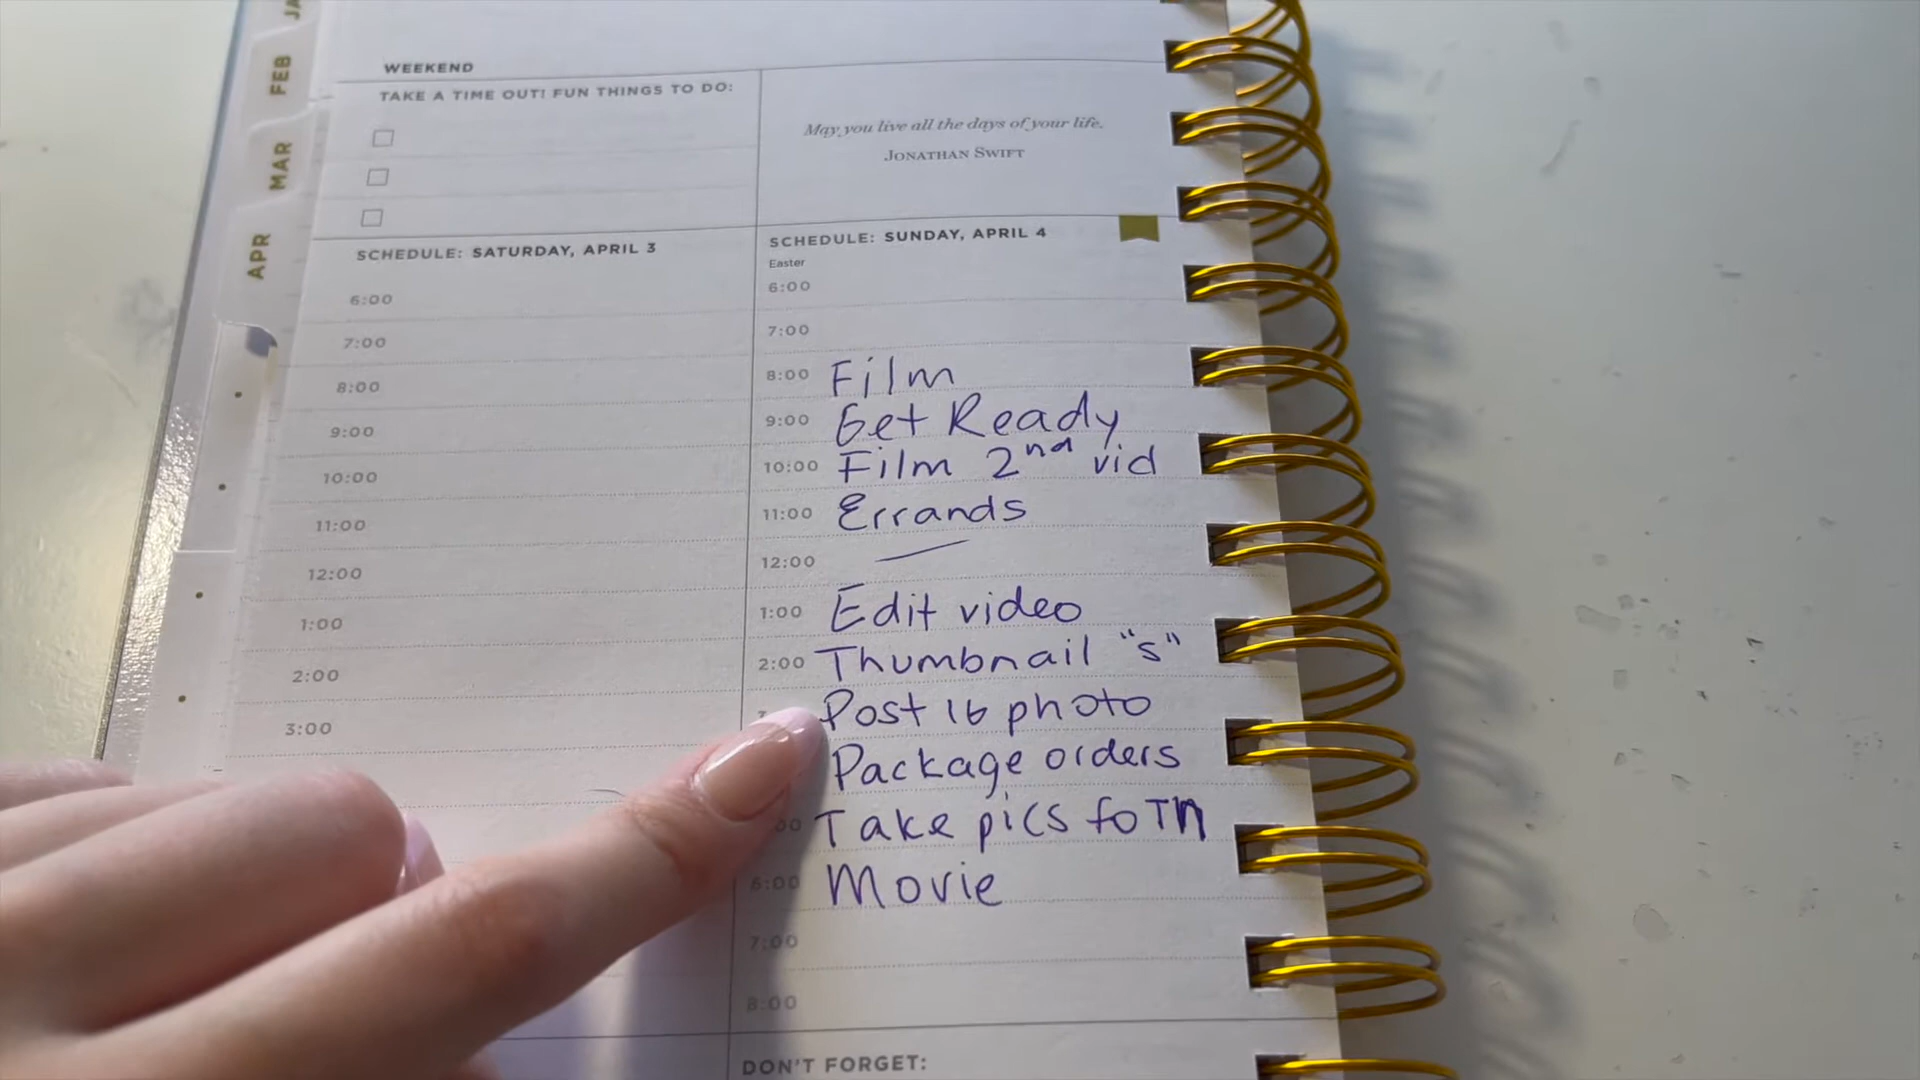 JA
FEB
MAR
APR
WEEKEND
TAKE A TIME OUT! FUN THINGS TO DO:
May you live all the days of your life.
JONATHAN SWIFT
SCHEDULE: SATURDAY, APRIL 3
6:00
7:00
8:00
9:00
10:00
11:00
12:00
1:00
2:00
3:00
SCHEDULE: SUNDAY, APRIL 4
Easter
6:00
7:00
8:00 Film
9:00 Get Ready
10:00 Film 2nd vid
11:00 Errands
12:00 —
1:00 Edit video
2:00 Thumbnail "s"
Post IG photo
Package orders
00 Take pics fo TN
6:00 Movie
7:00
8:00
DON'T FORGET: